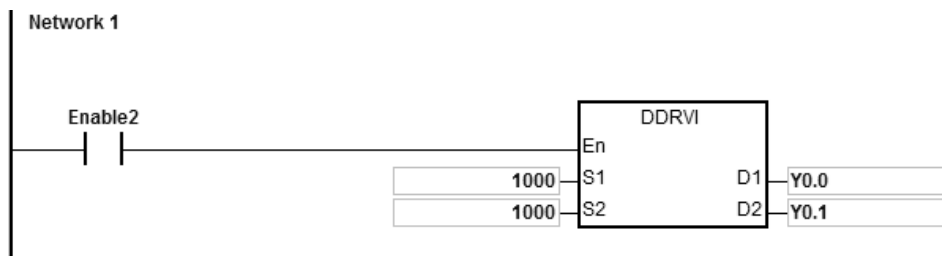 Network 1
Enable2
DDRVI
En
1000 S1 D1 Y0.0
1000 S2 D2 Y0.1